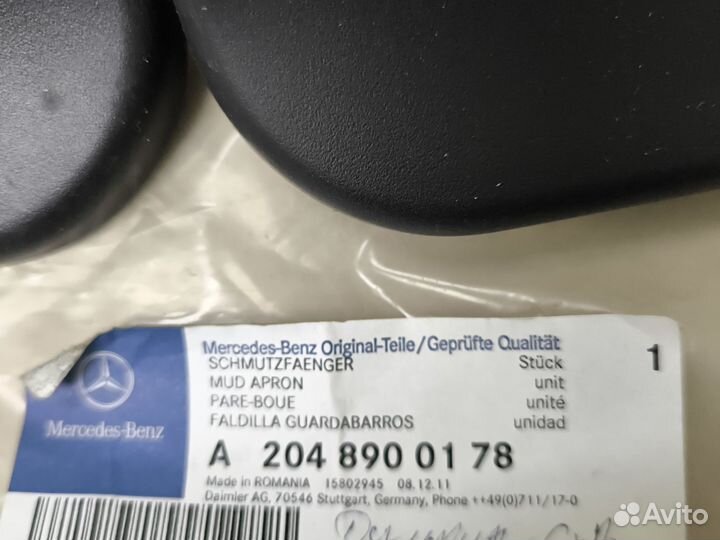 Mercedes-Benz Original-Teile/Geprüfte Qualität
SCHMUTZFAENGER Stück 1
MUD APRON unit
PARE-BOUE unité
FALDILLA GUARDABARROS unidad
Mercedes-Benz
A 204 890 01 78
Made in ROMANIA 15802945 08.12.11
Daimler AG, 70546 Stuttgart, Germany, Phone ++49(0)711/17-0
Avito